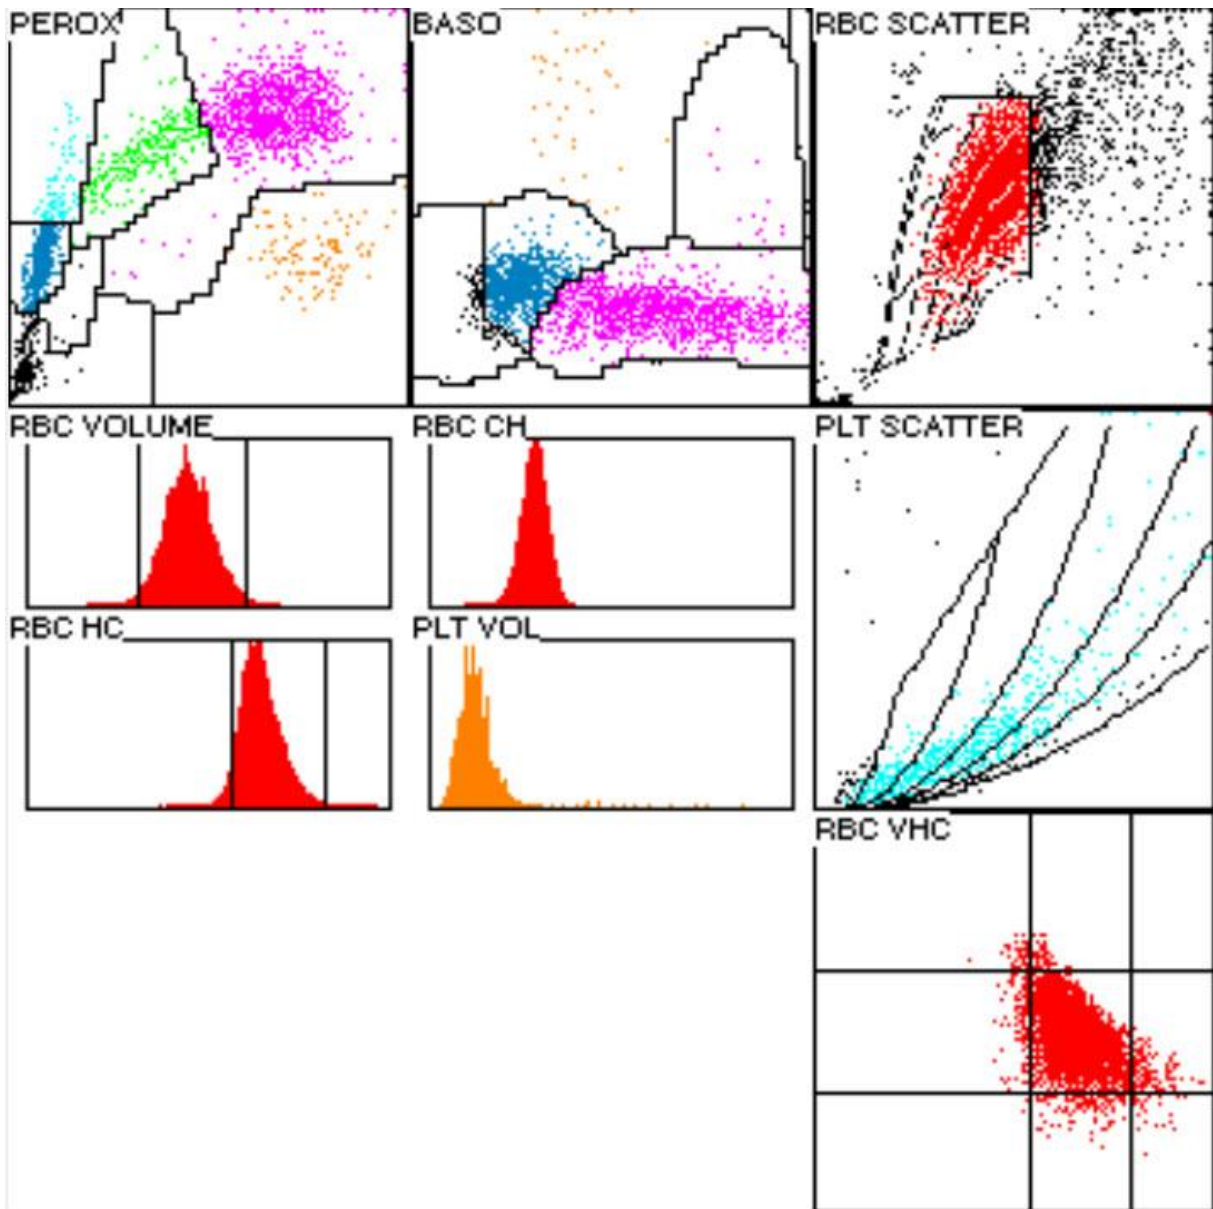 PEROX
BASO
RBC SCATTER
RBC VOLUME
RBC CH
PLT SCATTER
RBC HC
PLT VOL
RBC VHC